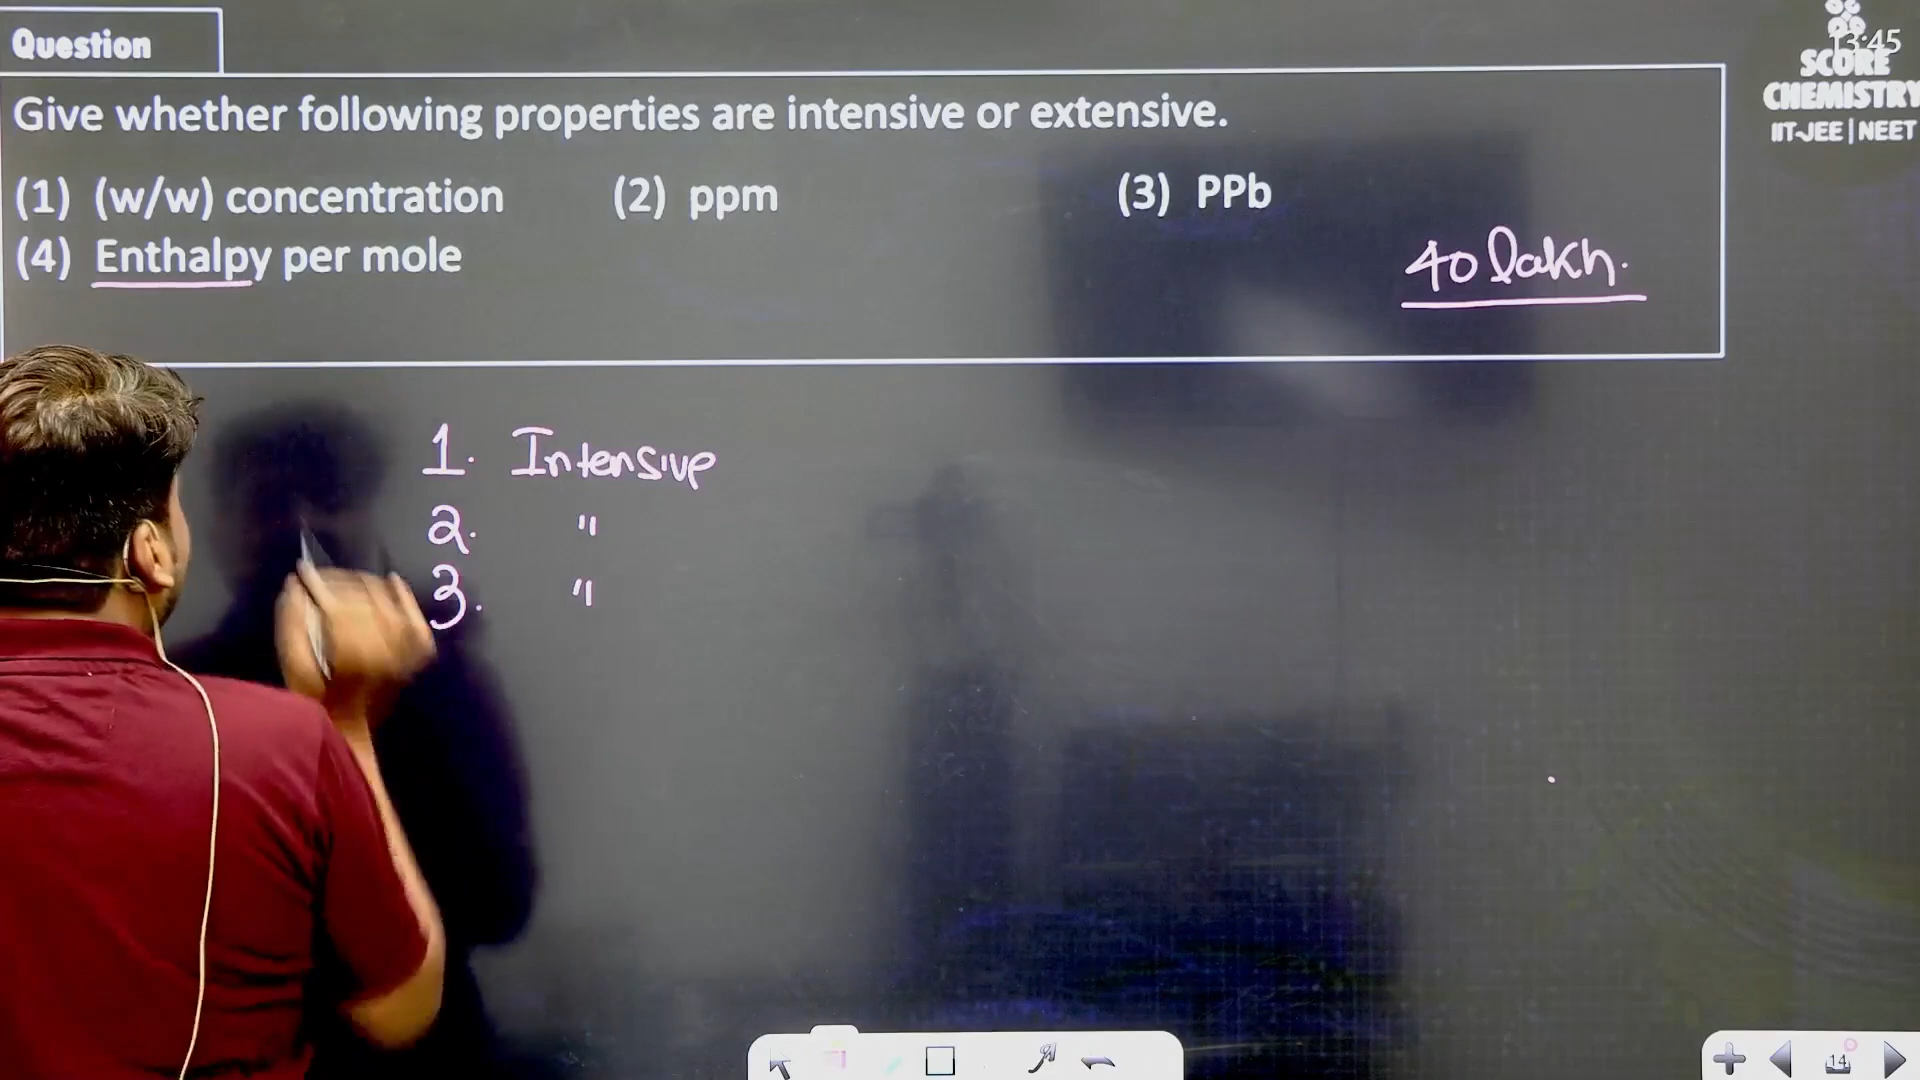 Question
13:45
SCORE
CHEMISTRY
IIT-JEE | NEET
Give whether following properties are intensive or extensive.
(1) (w/w) concentration (2) ppm (3) PPb
(4) Enthalpy per mole
40 lakh.
1. Intensive
2. "
3. "
14